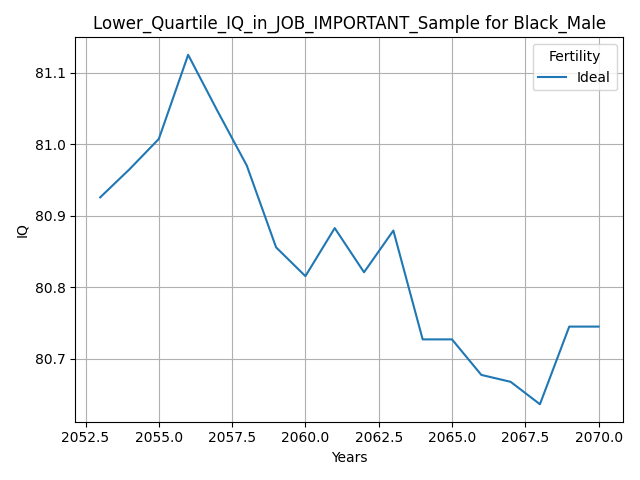 Lower_Quartile_IQ_in_JOB_IMPORTANT_Sample for Black_Male
Fertility
Ideal
81.1
81.0
80.9
80.8
80.7
IQ
2052.5 2055.0 2057.5 2060.0 2062.5 2065.0 2067.5 2070.0
Years